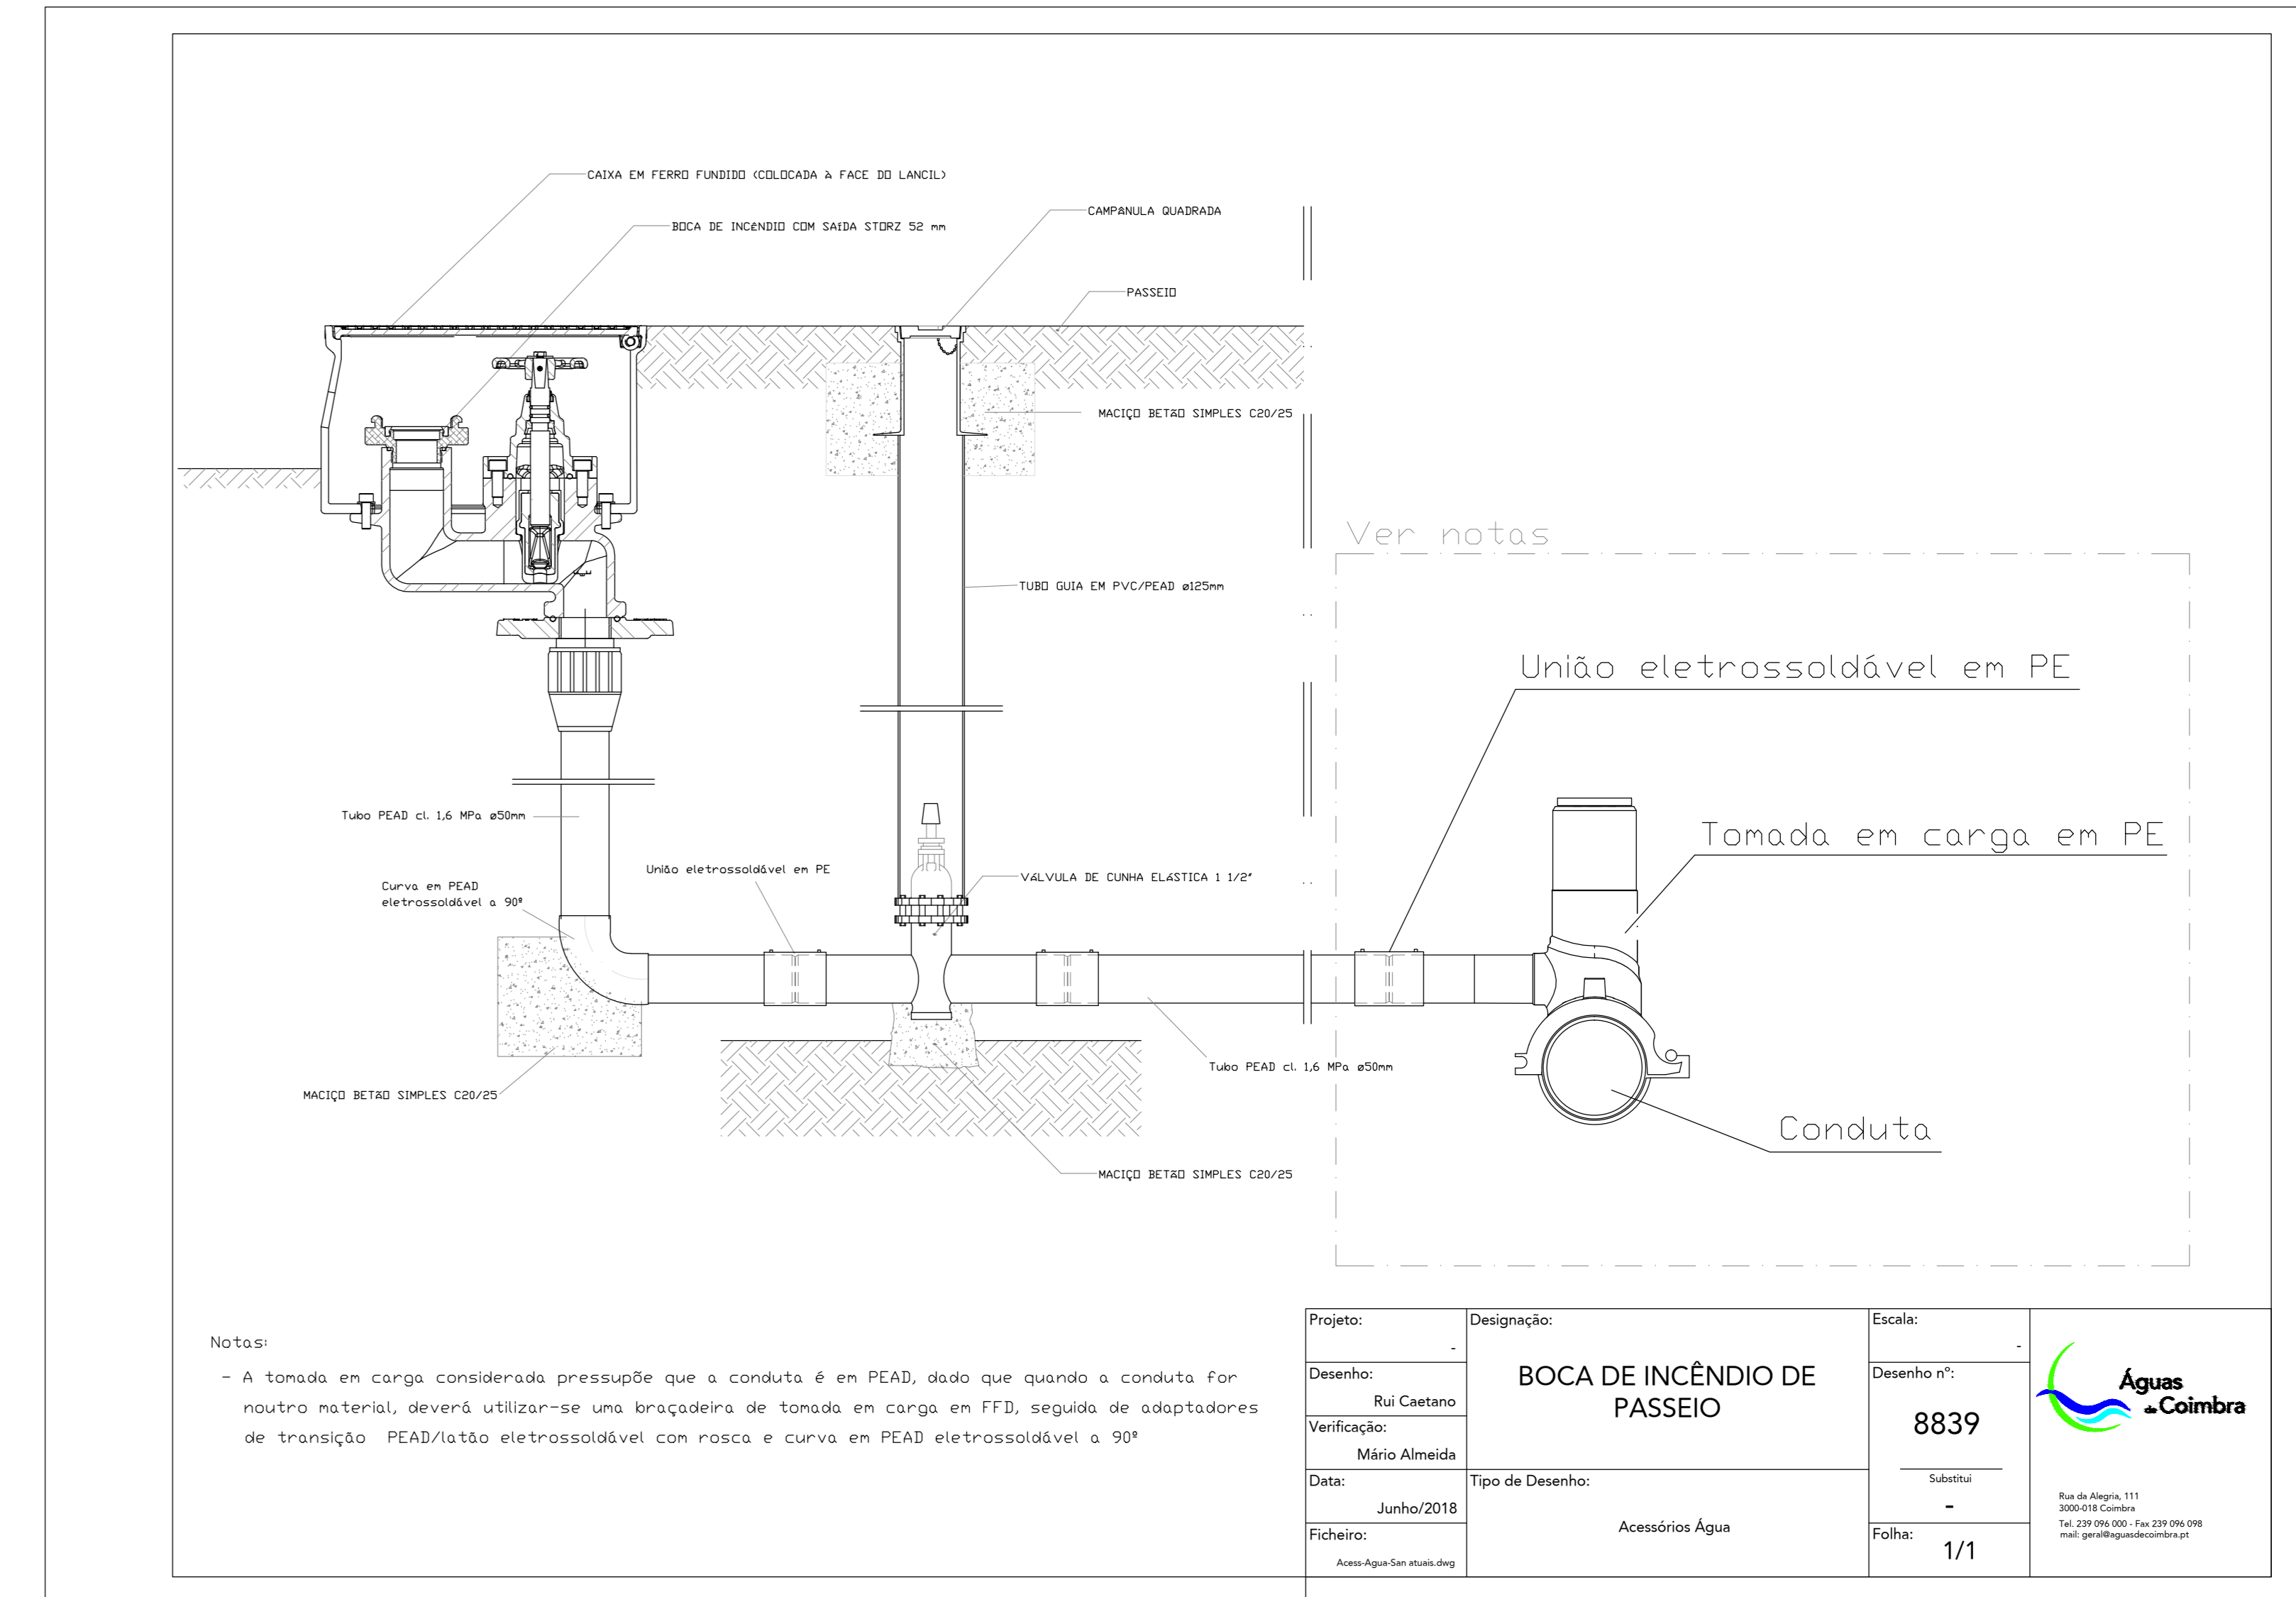 CAIXA EM FERRO FUNDIDO (COLOCADA à FACE DO LANCIL)
BOCA DE INCêNDIO COM SAíDA STORZ 52 mm
CAMPâNULA QUADRADA
PASSEIO
MACIÇO BETãO SIMPLES C20/25
Ver notas
TUBO GUIA EM PVC/PEAD ø125mm
União eletrossoldável em PE
Tomada em carga em PE
Tubo PEAD cl. 1,6 MPa ø50mm
União eletrossoldável em PE
VáLVULA DE CUNHA ELáSTICA 1 1/2"
Curva em PEAD
eletrossoldável a 90º
Tubo PEAD cl. 1,6 MPa ø50mm
MACIÇO BETãO SIMPLES C20/25
Conduta
MACIÇO BETãO SIMPLES C20/25
Notas:
- A tomada em carga considerada pressupõe que a conduta é em PEAD, dado que quando a conduta for
noutro material, deverá utilizar-se uma braçadeira de tomada em carga em FFD, seguida de adaptadores
de transição PEAD/latão eletrossoldável com rosca e curva em PEAD eletrossoldável a 90º
Projeto:
-
Desenho:
Rui Caetano
Verificação:
Mário Almeida
Data:
Junho/2018
Ficheiro:
Acess-Agua-San atuais.dwg
Designação:
BOCA DE INCÊNDIO DE
PASSEIO
Tipo de Desenho:
Acessórios Água
Escala:
-
Desenho nº:
8839
Substitui
-
Folha:
1/1
Águas
de Coimbra
Rua da Alegria, 111
3000-018 Coimbra
Tel. 239 096 000 - Fax 239 096 098
mail: geral@aguasdecoimbra.pt